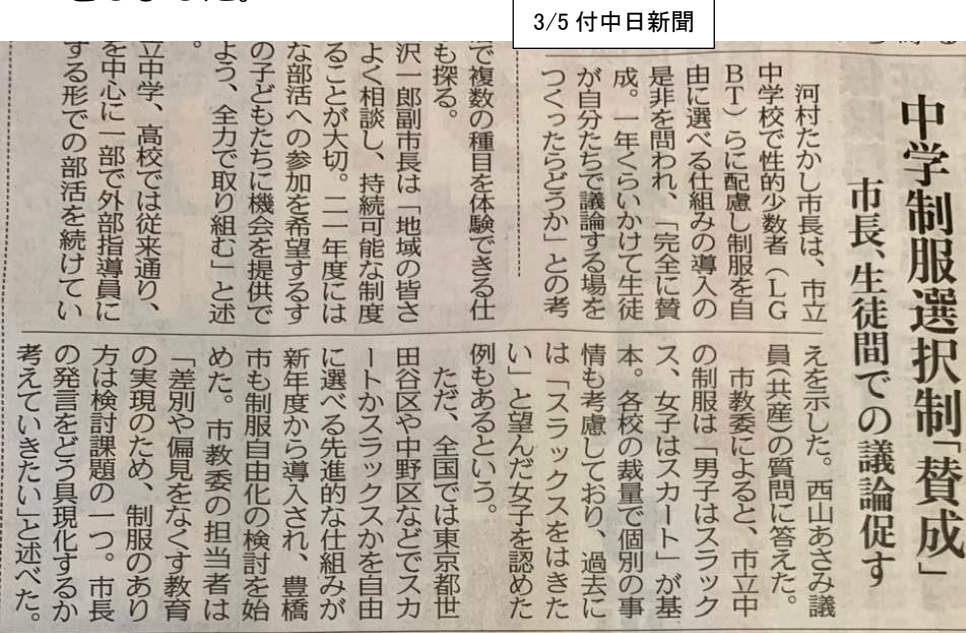 としました。
3/5 付中日新聞
中学制服選択制「賛成」
市長、生徒間での議論促す
河村たかし市長は、市立
中学校で性的少数者(LG
BT)らに配慮し制服を自
由に選べる仕組みの導入の
是非を問われ、「完全に賛
成。一年くらいかけて生徒
が自分たちで議論する場を
つくったらどうか」との考
えを示した。西山あさみ議
員(共産)の質問に答えた。
市教委によると、市立中
の制服は「男子はスラック
ス、女子はスカート」が基
本。各校の裁量で個別の事
情も考慮しており、過去に
は「スラックスをはきた
い」と望んだ女子を認めた
例もあるという。
ただ、全国では東京都世
田谷区や中野区などでスカ
ートかスラックスかを自由
に選べる先進的な仕組みが
新年度から導入され、豊橋
市も制服自由化の検討を始
めた。市教委の担当者は
「差別や偏見をなくす教育
の実現のため、制服のあり
方は検討課題の一つ。市長
の発言をどう具現化するか
考えていきたい」と述べた。
で複数の種目を体験できる仕
も探る。
沢一郎副市長は「地域の皆さ
よく相談し、持続可能な制度
ることが大切。二一年度には
な部活への参加を希望するす
の子どもたちに機会を提供で
よう、全力で取り組む」と述
。
立中学、高校では従来通り、
を中心に一部で外部指導員に
する形での部活を続けてい